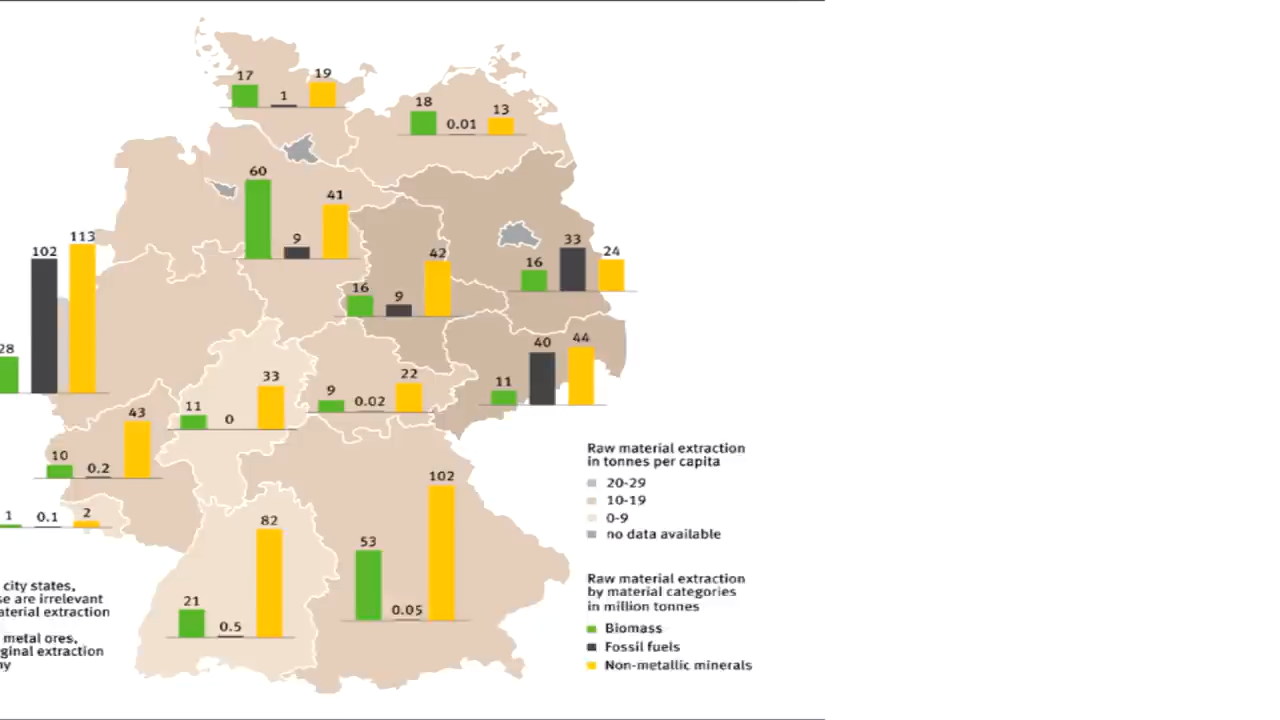 17 1 19
18 0.01 13
60 9 41
28 102 113
16 9 42
16 33 24
11 40 44
11 0 33
9 0.02 22
10 0.2 43
1 0.1 2
21 0.5 82
53 0.05 102
Raw material extraction
in tonnes per capita
20-29
10-19
0-9
no data available
Raw material extraction
by material categories
in million tonnes
Biomass
Fossil fuels
Non-metallic minerals
city states,
are irrelevant
extraction
metal ores,
extraction